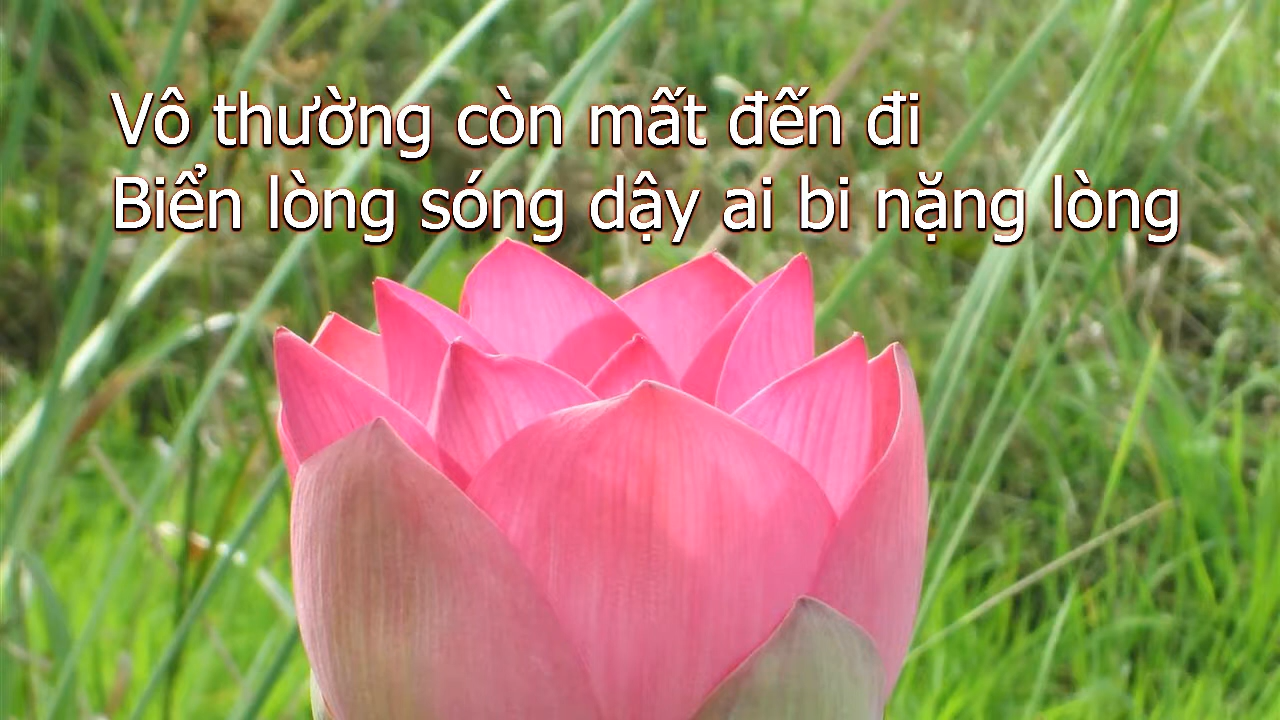 Vô thường còn mất đến đi
Biển lòng sóng dậy ai bi nặng lòng